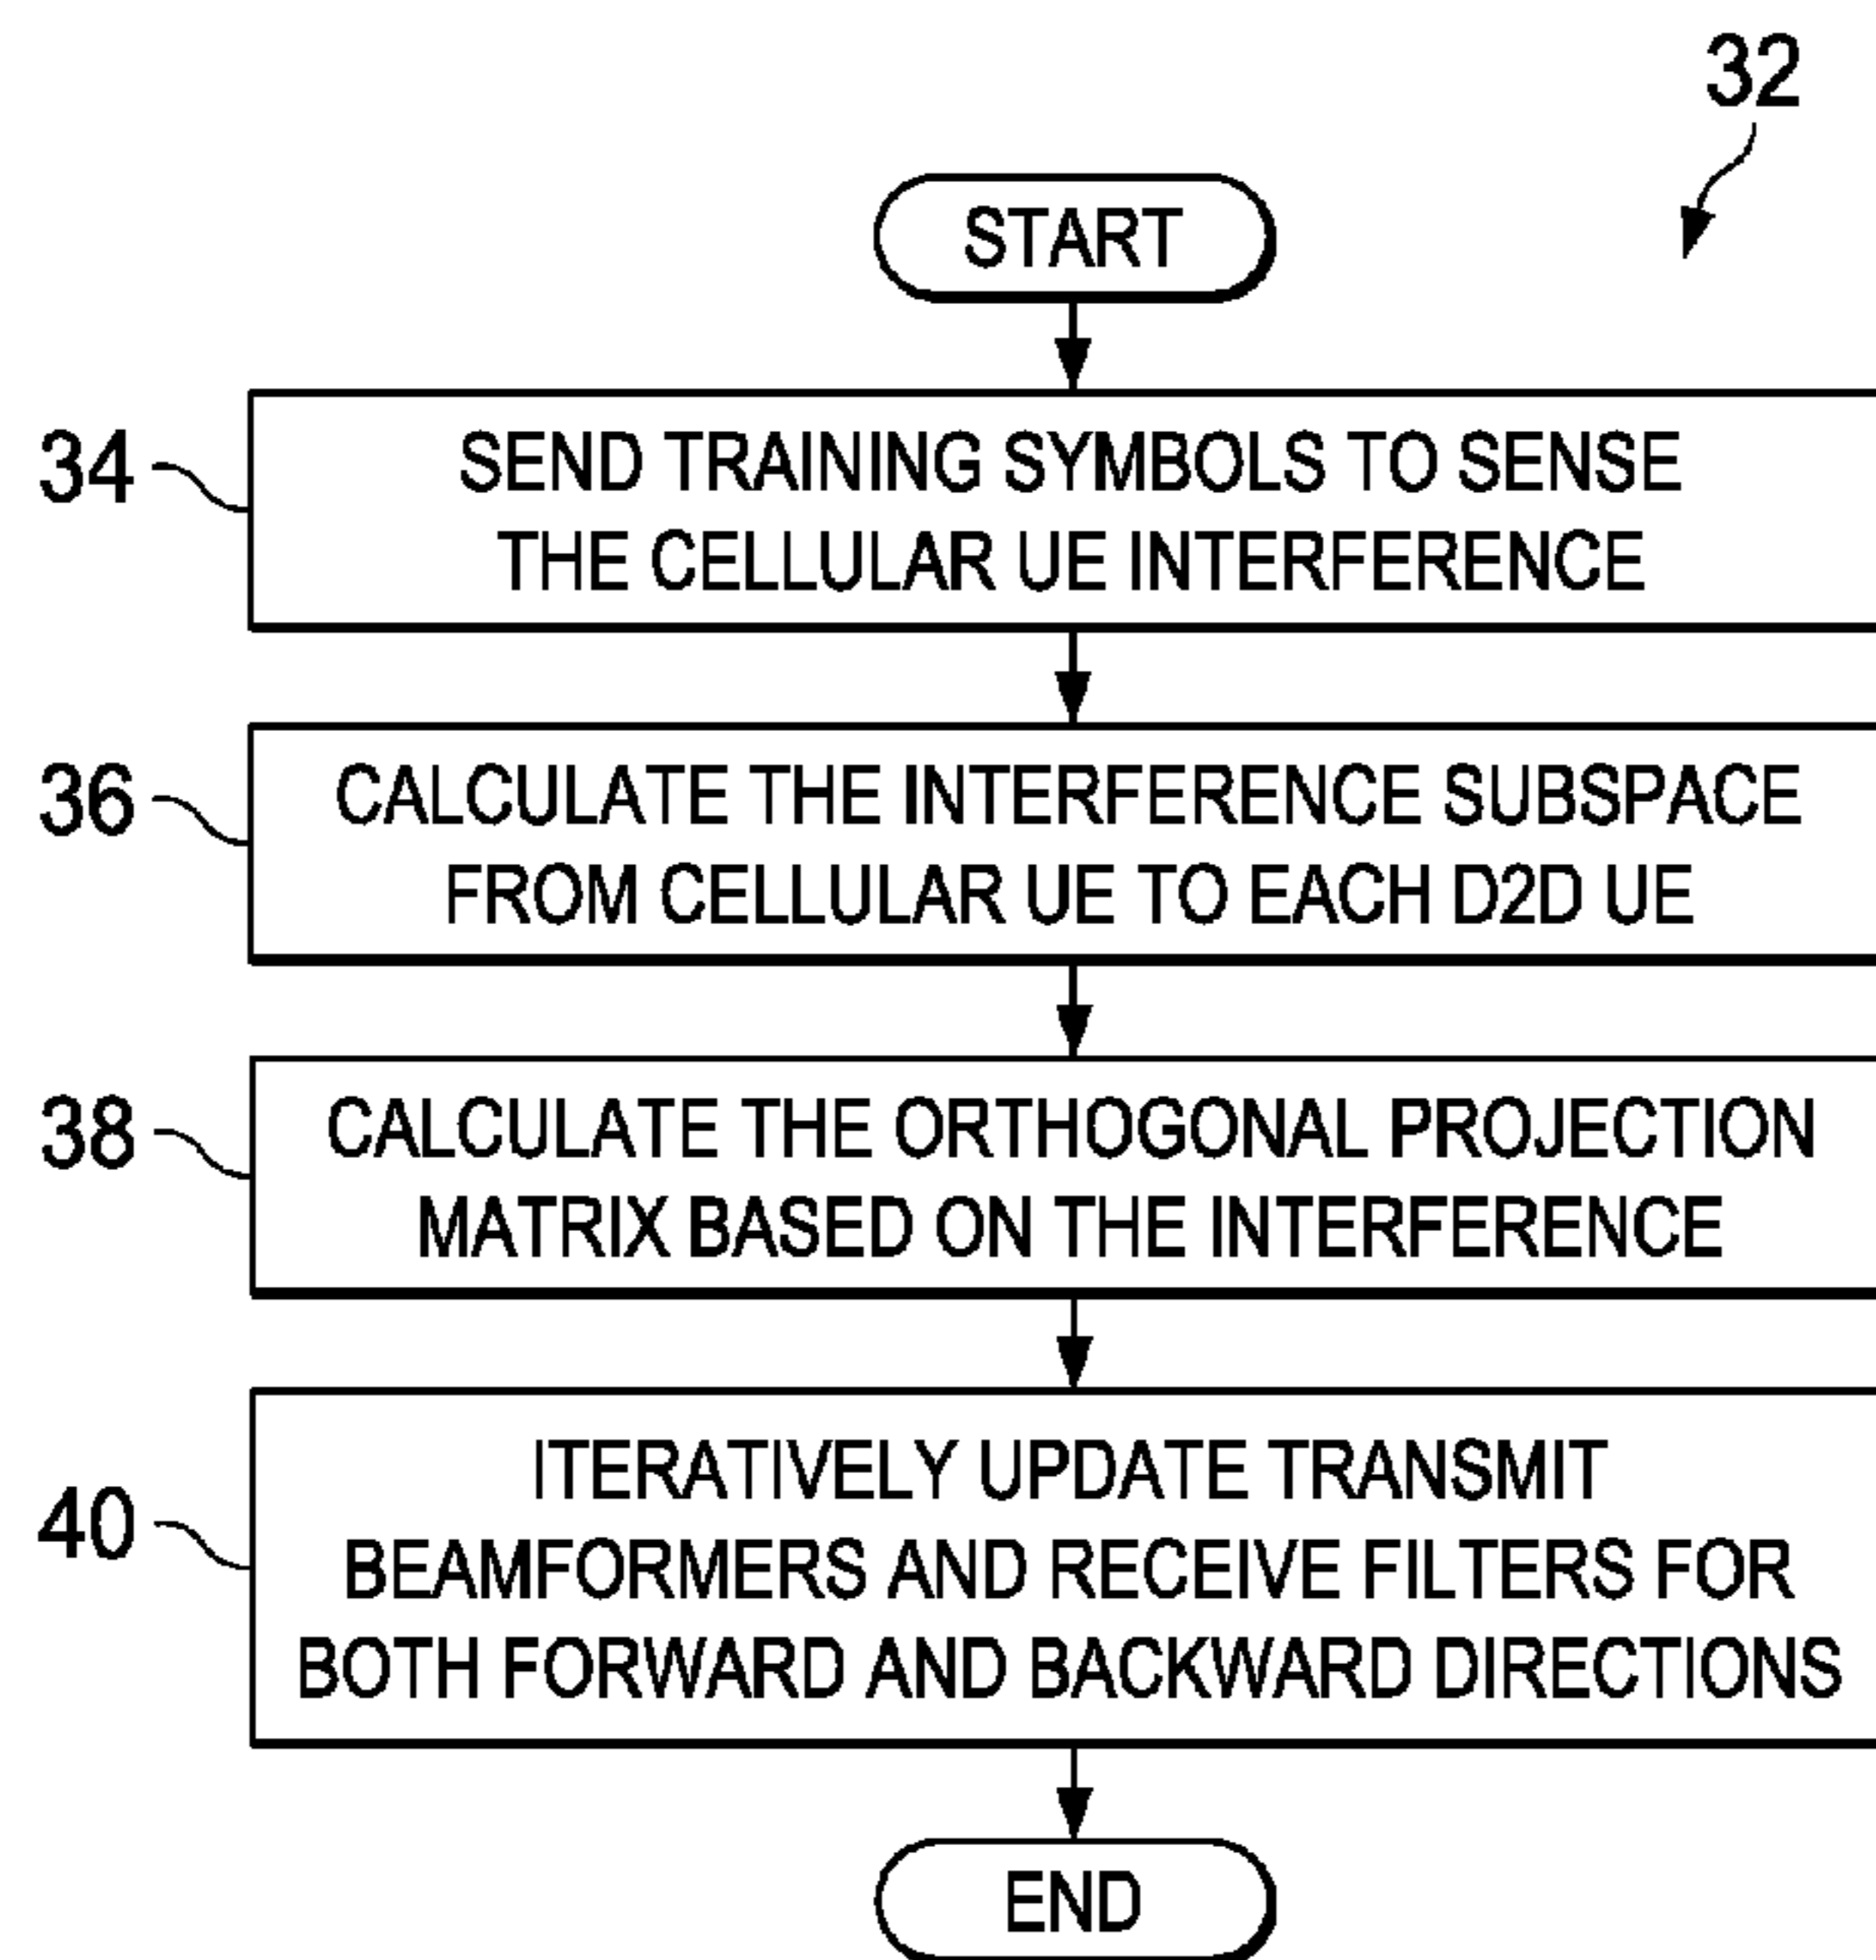 32
START
34
SEND TRAINING SYMBOLS TO SENSE
THE CELLULAR UE INTERFERENCE
36
CALCULATE THE INTERFERENCE SUBSPACE
FROM CELLULAR UE TO EACH D2D UE
38
CALCULATE THE ORTHOGONAL PROJECTION
MATRIX BASED ON THE INTERFERENCE
40
ITERATIVELY UPDATE TRANSMIT
BEAMFORMERS AND RECEIVE FILTERS FOR
BOTH FORWARD AND BACKWARD DIRECTIONS
END